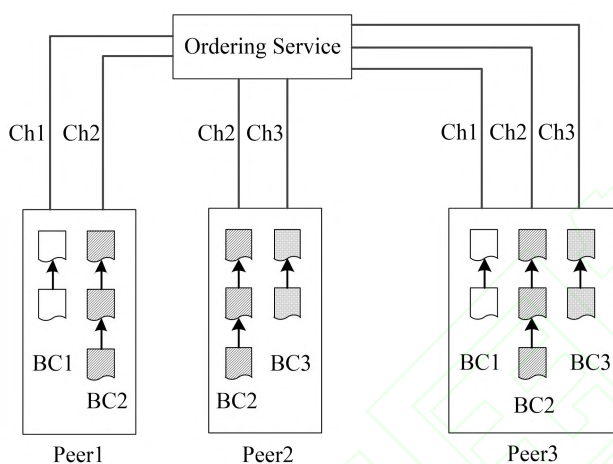 Ordering Service
Ch1 Ch2 Ch2 Ch3 Ch1 Ch2 Ch3
BC1 BC2 BC2 BC3 BC1 BC2 BC3
Peer1 Peer2 Peer3